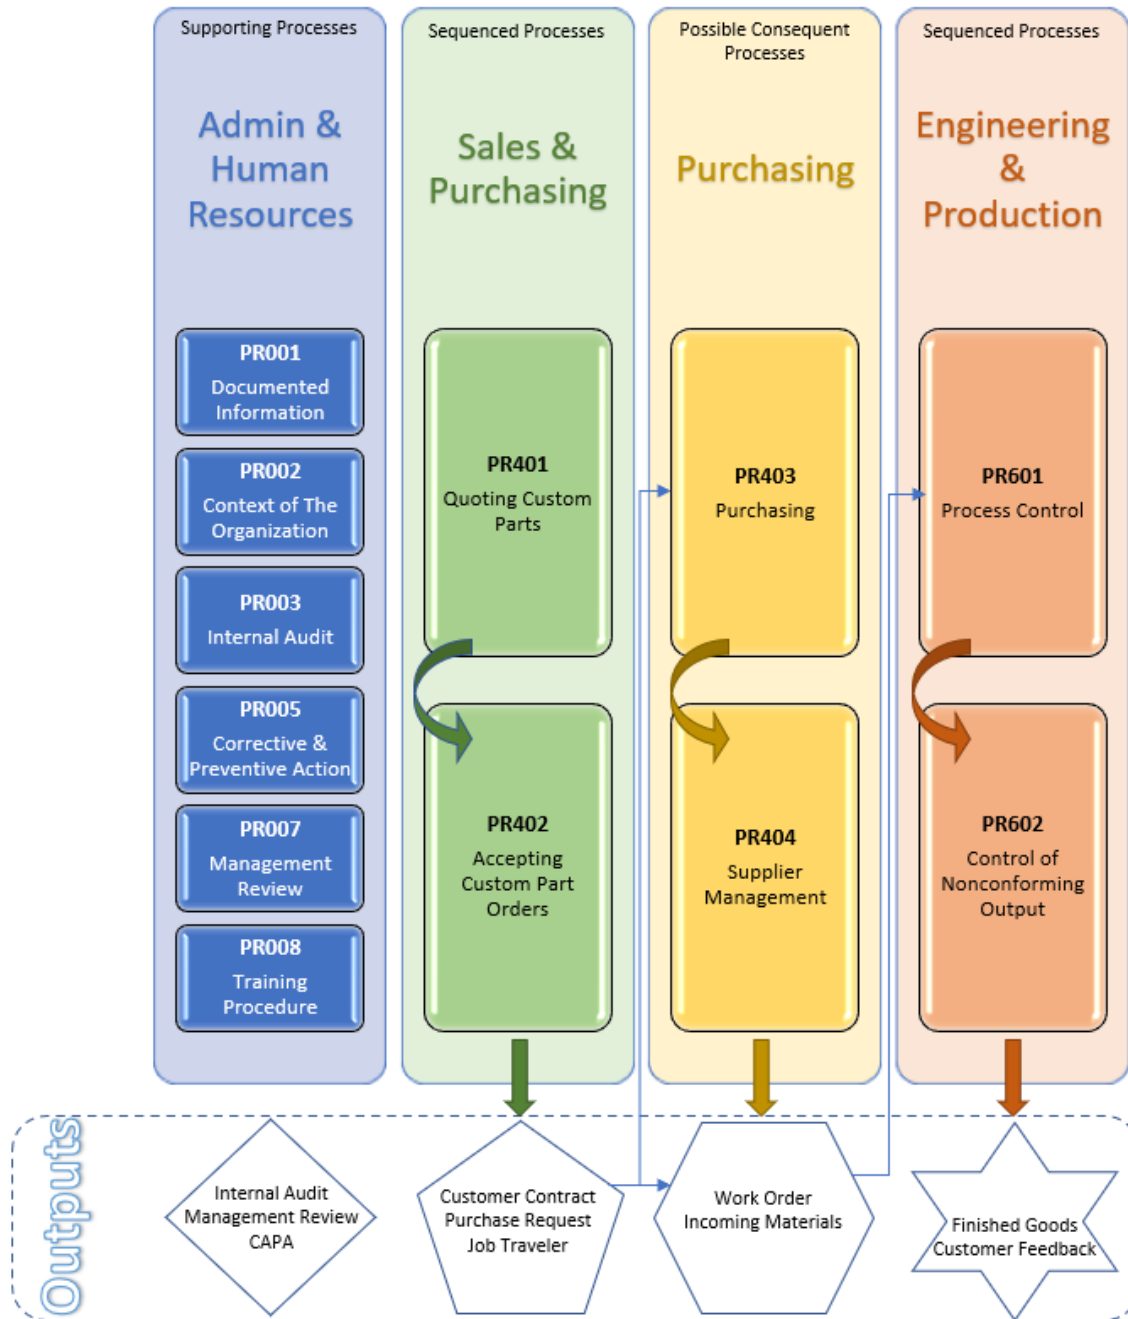 Supporting Processes
Admin &
Human
Resources
PR001
Documented
Information
PR002
Context of The
Organization
PR003
Internal Audit
PR005
Corrective &
Preventive Action
PR007
Management
Review
PR008
Training
Procedure
Sequenced Processes
Sales &
Purchasing
PR401
Quoting Custom
Parts
PR402
Accepting
Custom Part
Orders
Possible Consequent
Processes
Purchasing
PR403
Purchasing
PR404
Supplier
Management
Sequenced Processes
Engineering
&
Production
PR601
Process Control
PR602
Control of
Nonconforming
Output
Outputs
Internal Audit
Management Review
CAPA
Customer Contract
Purchase Request
Job Traveler
Work Order
Incoming Materials
Finished Goods
Customer Feedback